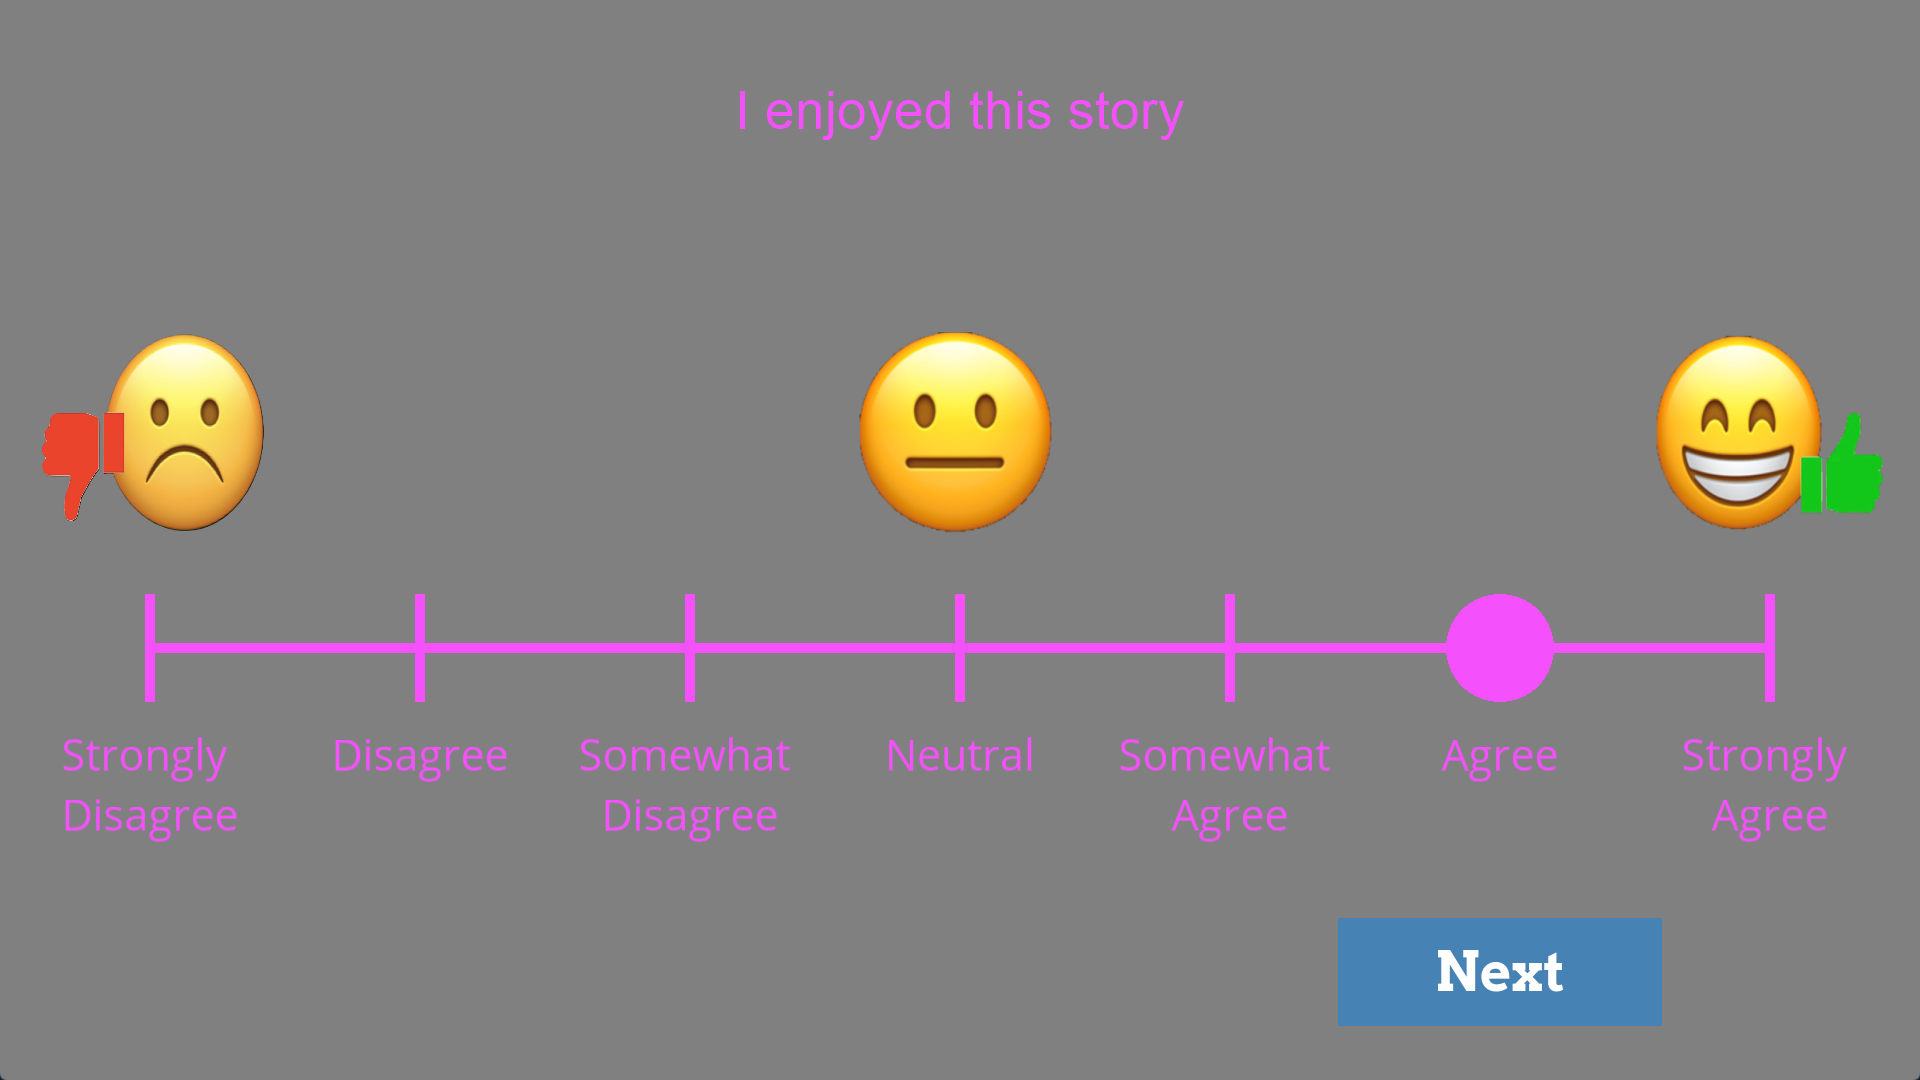 I enjoyed this story
Strongly Disagree Somewhat Neutral Somewhat Agree Strongly
Disagree Disagree Agree Agree
Next